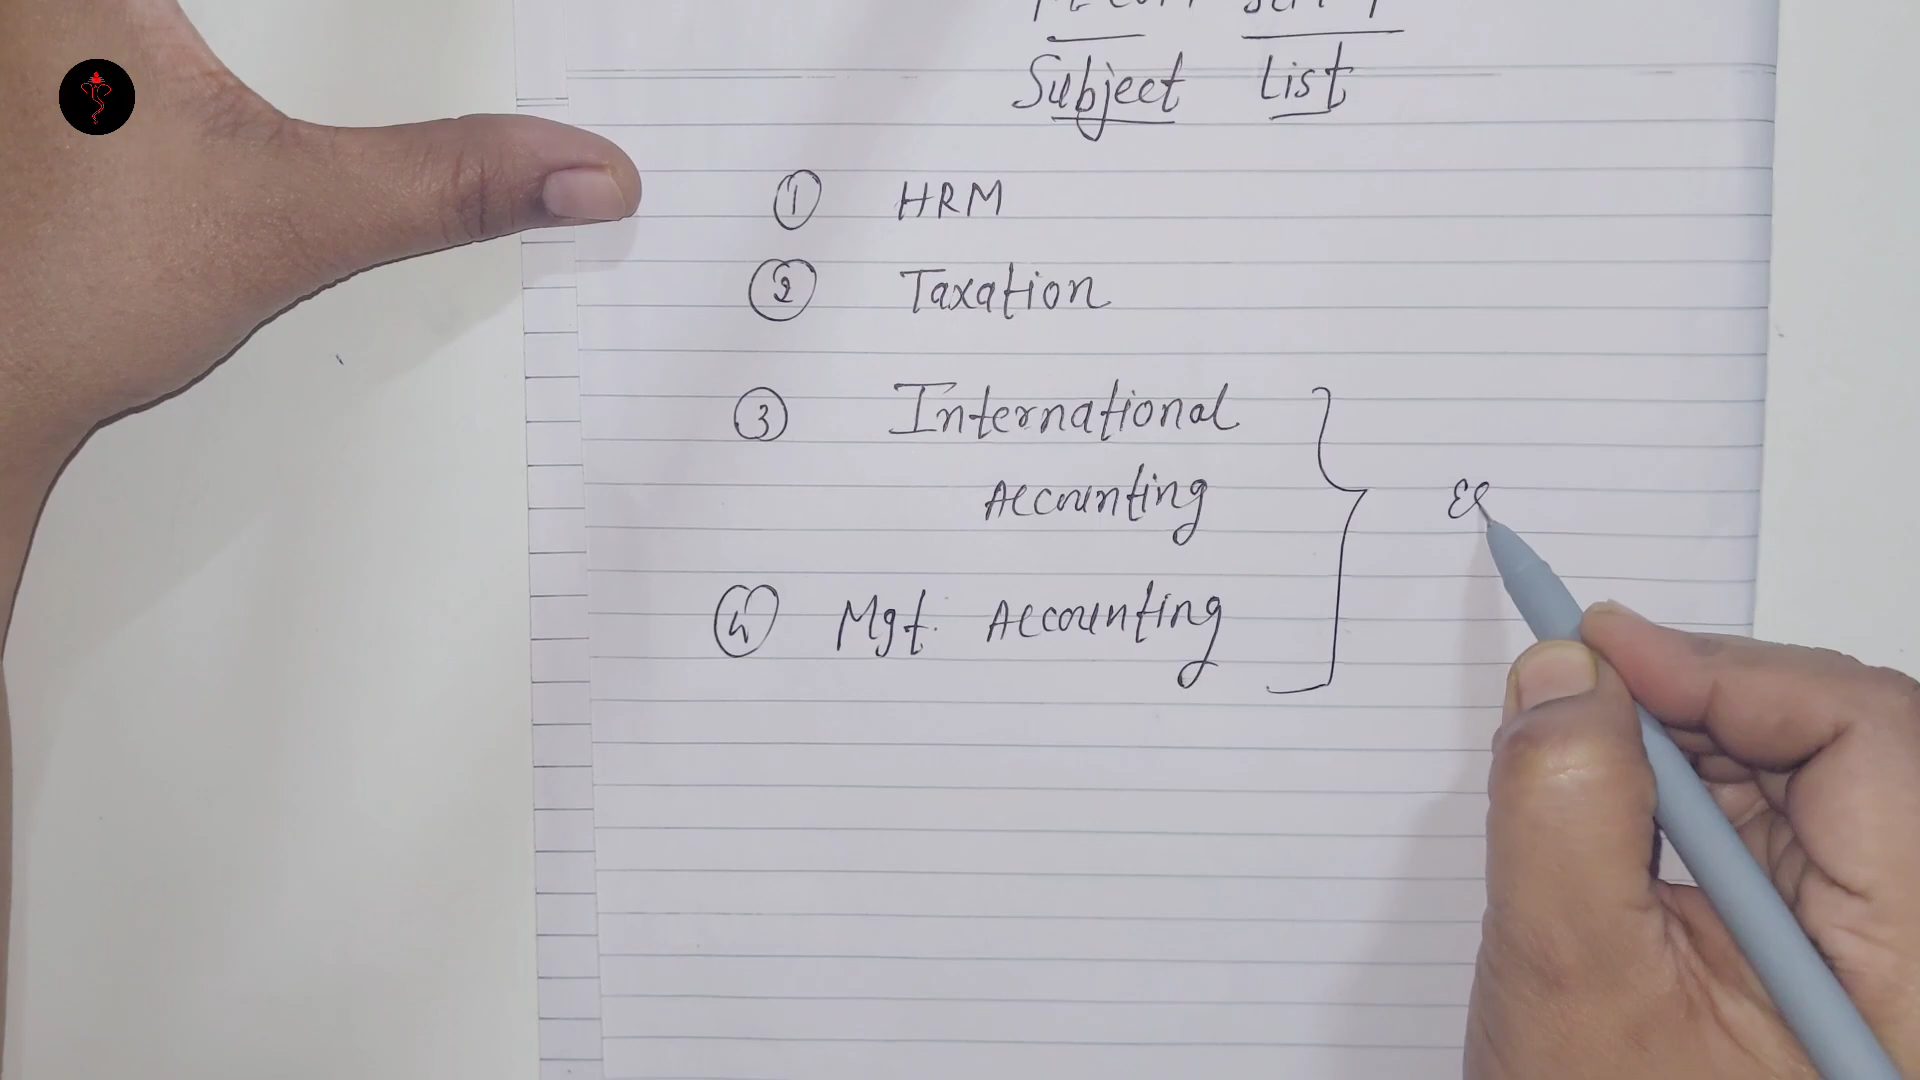 Subject List
① HRM
② Taxation
③ International
Accounting
④ Mgt. Accounting